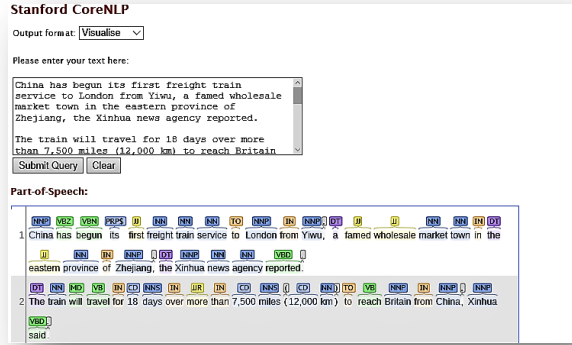 Stanford CoreNLP
Output format: Visualise
Please enter your text here:
China has begun its first freight train
service to London from Yiwu, a famed wholesale
market town in the eastern province of
Zhejiang, the Xinhua news agency reported.
The train will travel for 18 days over more
than 7,500 miles (12,000 km) to reach Britain
Submit Query Clear
Part-of-Speech:
NNP VBZ VBN PRP$ JJ NN NN NN TO NNP IN NNP , DT JJ JJ NN NN IN DT
1 China has begun its first freight train service to London from Yiwu, a famed wholesale market town in the
JJ NN IN NNP , DT NNP NN NN VBD .
eastern province of Zhejiang, the Xinhua news agency reported.
DT NN MD VB IN CD NNS IN JJR IN CD NNS ( CD NN ) TO VB NNP IN NNP , NNP
2 The train will travel for 18 days over more than 7,500 miles (12,000 km) to reach Britain from China, Xinhua
VBD .
said.